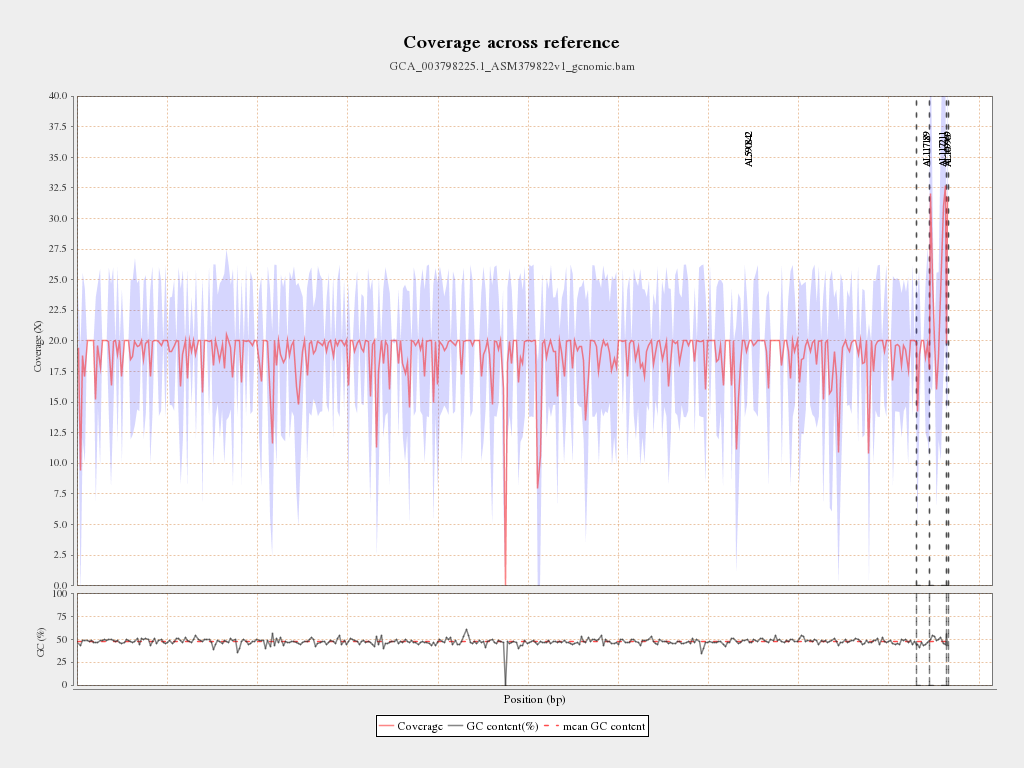 Coverage across reference
GCA_003798225.1_ASM379822v1_genomic.bam
40.0
37.5
35.0
32.5
30.0
27.5
25.0
22.5
20.0
17.5
15.0
12.5
10.0
7.5
5.0
2.5
0.0
Coverage (X)
AL590842
AL117189
AL117211
100
75
50
25
0
GC (%)
Position (bp)
Coverage GC content(%) mean GC content